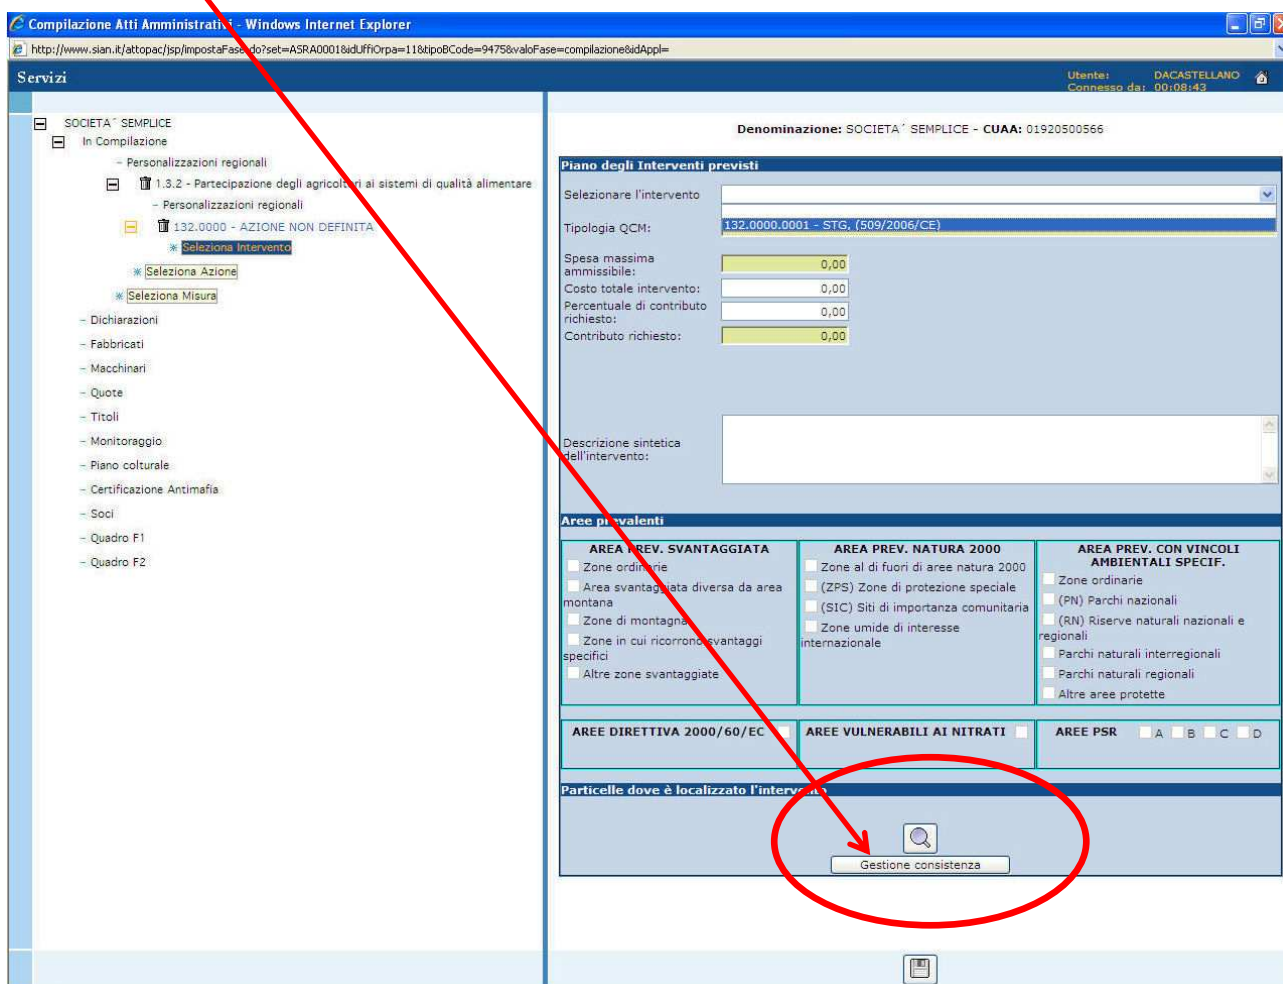 Compilazione Atti Amministrativi - Windows Internet Explorer
http://www.sian.it/attopac/jsp/impostaFase.do?set=ASRA0001&idUffiOrpa=11&tipoBCode=9475&valoFase=compilazione&idAppl=
Servizi
Utente: DACASTELLANO
Connesso da: 00:08:43
SOCIETA´ SEMPLICE
In Compilazione
- Personalizzazioni regionali
1.3.2 - Partecipazione degli agricoltori ai sistemi di qualità alimentare
- Personalizzazioni regionali
132.0000 - AZIONE NON DEFINITA
Seleziona Intervento
Seleziona Azione
Seleziona Misura
- Dichiarazioni
- Fabbricati
- Macchinari
- Quote
- Titoli
- Monitoraggio
- Piano colturale
- Certificazione Antimafia
- Soci
- Quadro F1
- Quadro F2
Denominazione: SOCIETA´ SEMPLICE - CUAA: 01920500566
Piano degli Interventi previsti
Selezionare l'intervento
Tipologia QCM: 132.0000.0001 - STG, (509/2006/CE)
Spesa massima
ammissibile: 0,00
Costo totale intervento: 0,00
Percentuale di contributo
richiesto: 0,00
Contributo richiesto: 0,00
Descrizione sintetica
dell'intervento:
Aree prevalenti
AREA PREV. SVANTAGGIATA
Zone ordinarie
Area svantaggiata diversa da area
montana
Zone di montagna
Zone in cui ricorrono svantaggi
specifici
Altre zone svantaggiate
AREA PREV. NATURA 2000
Zone al di fuori di aree natura 2000
(ZPS) Zone di protezione speciale
(SIC) Siti di importanza comunitaria
Zone umide di interesse
internazionale
AREA PREV. CON VINCOLI
AMBIENTALI SPECIF.
Zone ordinarie
(PN) Parchi nazionali
(RN) Riserve naturali nazionali e
regionali
Parchi naturali interregionali
Parchi naturali regionali
Altre aree protette
AREE DIRETTIVA 2000/60/EC
AREE VULNERABILI AI NITRATI
AREE PSR A B C D
Particelle dove è localizzato l'intervento
Gestione consistenza